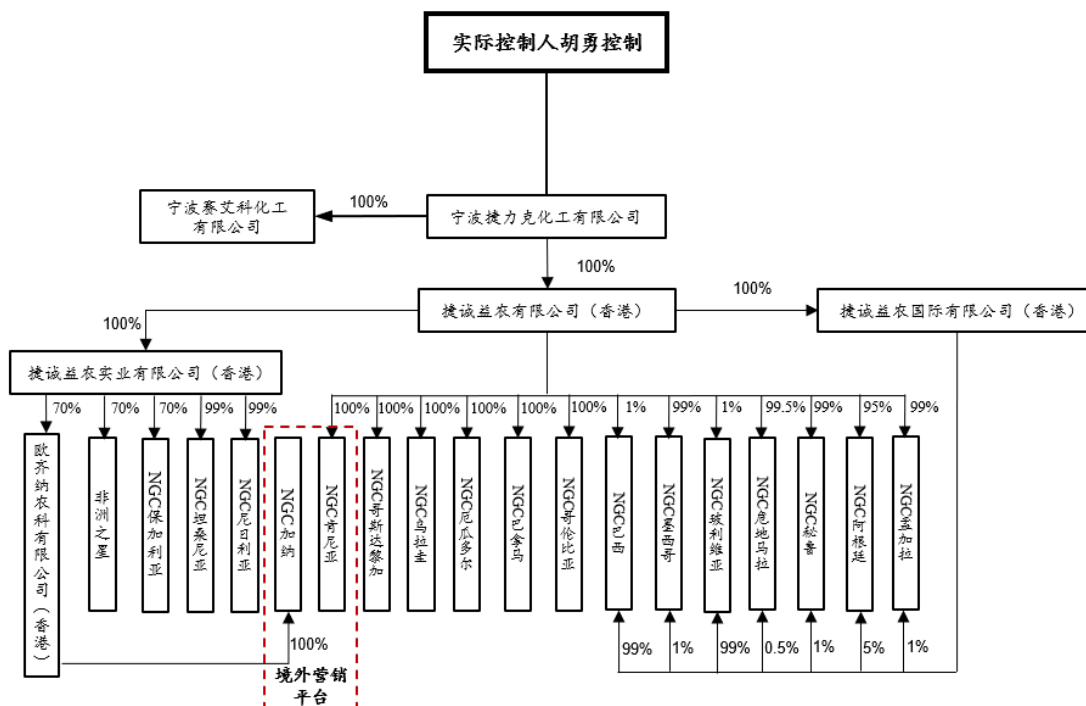 实际控制人胡勇控制
宁波赛艾科化工
有限公司
100%
宁波捷力克化工有限公司
100%
捷诚益农有限公司（香港）
100%
捷诚益农国际有限公司（香港）
100%
捷诚益农实业有限公司（香港）
70%
70%
70%
99%
99%
100%
100%
100%
100%
100%
100%
1%
99%
1%
99.5%
99%
95%
99%
欧齐纳农科有限公司（香港）
非洲之星
NGC保加利亚
NGC坦桑尼亚
NGC尼日利亚
NGC加纳
NGC肯尼亚
NGC哥斯达黎加
NGC乌拉圭
NGC厄瓜多尔
NGC巴拿马
NGC哥伦比亚
NGC巴西
NGC墨西哥
NGC玻利维亚
NGC危地马拉
NGC秘鲁
NGC阿根廷
NGC孟加拉
100%
99%
1%
99%
0.5%
1%
5%
1%
境外营销
平台